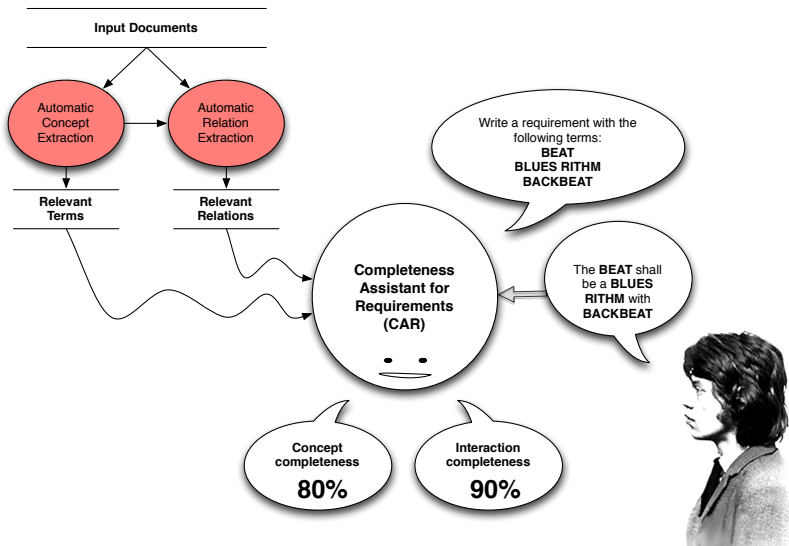 Input Documents
Automatic
Concept
Extraction
Automatic
Relation
Extraction
Relevant
Terms
Relevant
Relations
Write a requirement with the
following terms:
BEAT
BLUES RITHM
BACKBEAT
Completeness
Assistant for
Requirements
(CAR)
The BEAT shall
be a BLUES
RITHM with
BACKBEAT
Concept
completeness
80%
Interaction
completeness
90%